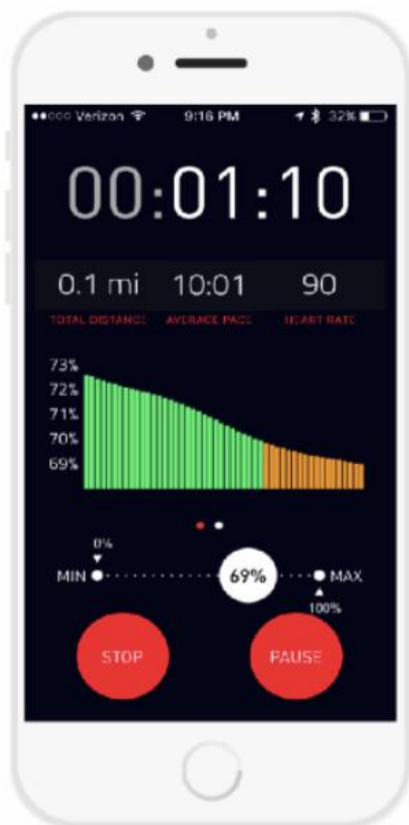 Verizon 9:16 PM 32%
00:01:10
0.1 mi 10:01 90
TOTAL DISTANCE AVERAGE PACE HEART RATE
73%
72%
71%
70%
69%
0%
MIN 69% MAX
100%
STOP PAUSE